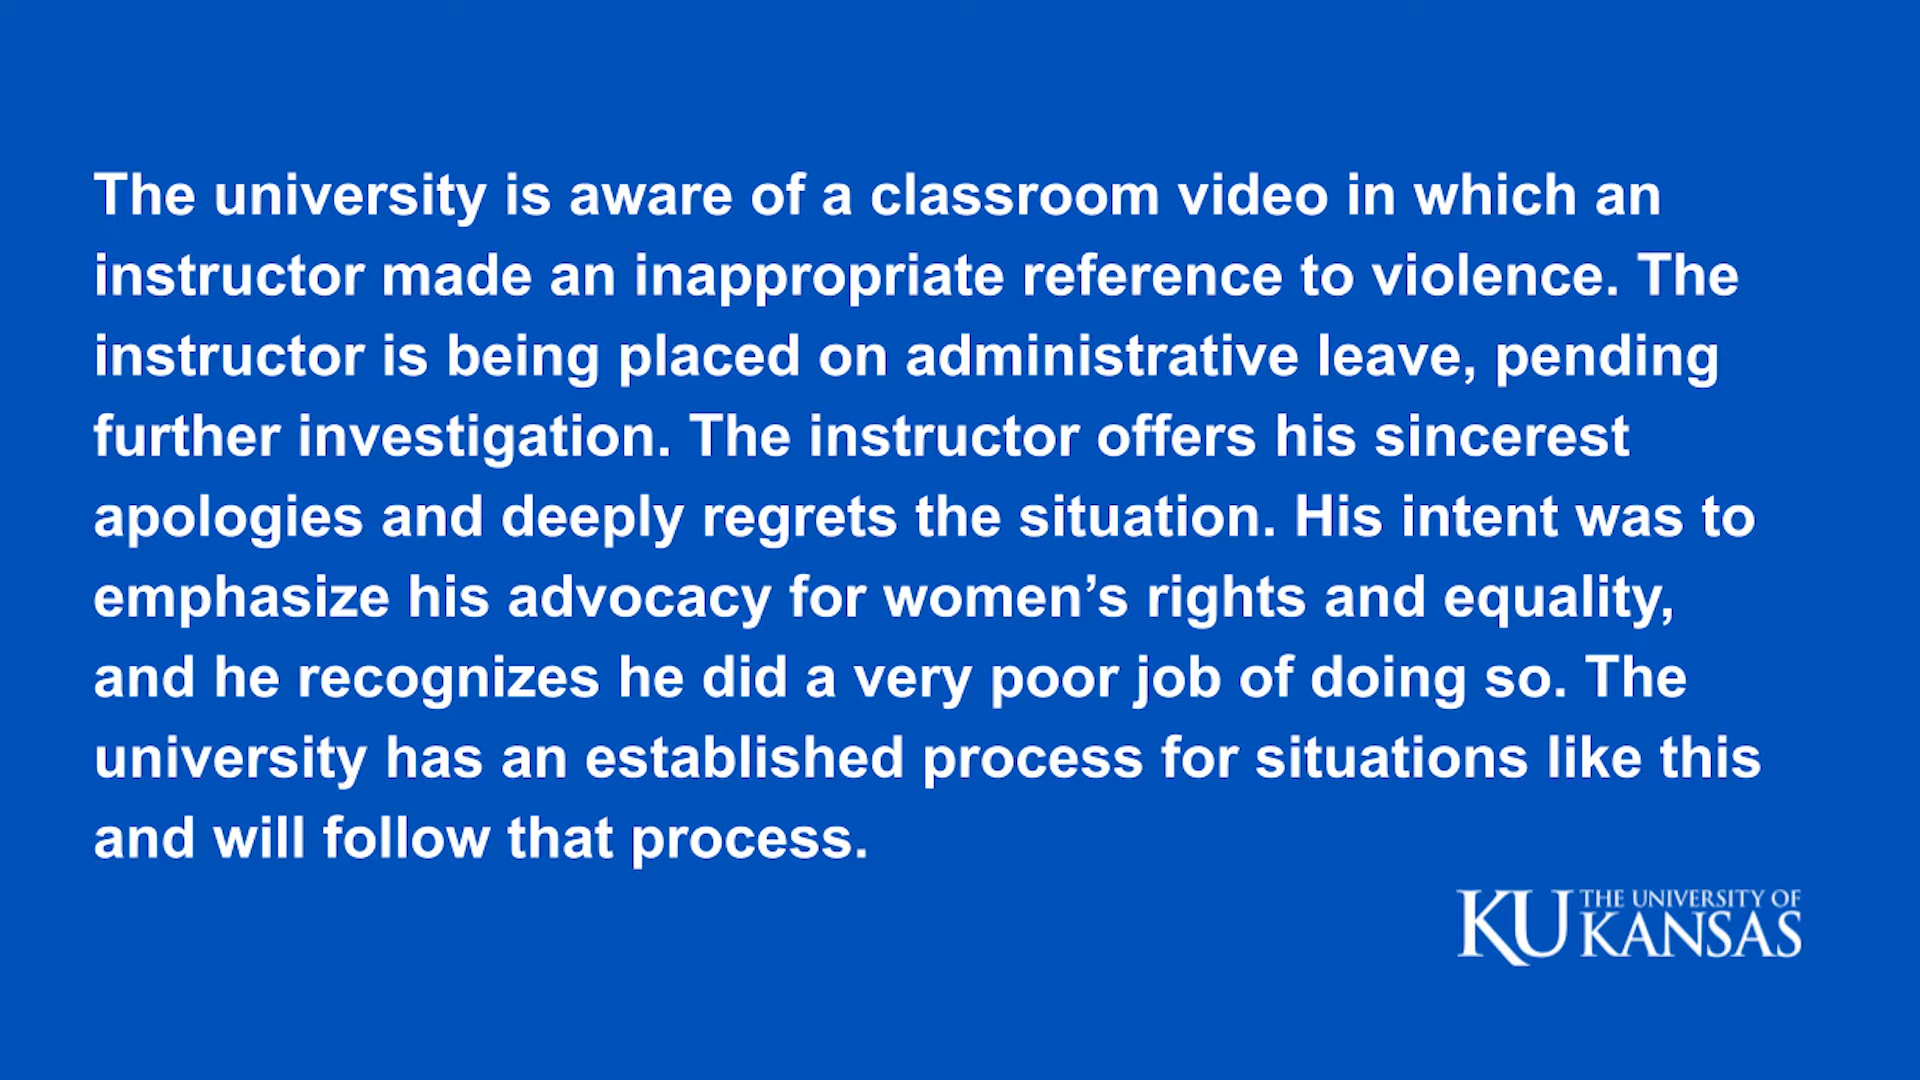 The university is aware of a classroom video in which an
instructor made an inappropriate reference to violence. The
instructor is being placed on administrative leave, pending
further investigation. The instructor offers his sincerest
apologies and deeply regrets the situation. His intent was to
emphasize his advocacy for women’s rights and equality,
and he recognizes he did a very poor job of doing so. The
university has an established process for situations like this
and will follow that process.
KU THE UNIVERSITY OF
KANSAS